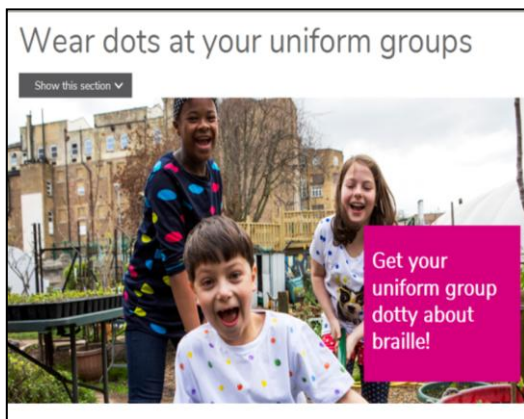 Wear dots at your uniform groups
Show this section
Get your
uniform group
dotty about
braille!